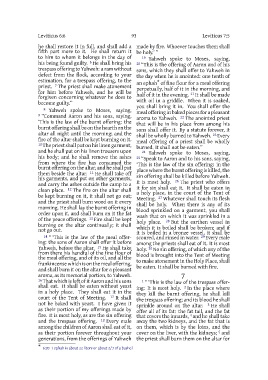 Leviticus 6:6
93
Leviticus 7:5
he shall restore it in full, and shall add a
fifth part more to it. He shall return it
to him to whom it belongs in the day of
his being found guilty. ⁶ He shall bring his
trespass offering to Yahweh: a ram without
defect from the flock, according to your
estimation, for a trespass offering, to the
priest. ⁷ The priest shall make atonement
for him before Yahweh, and he will be
forgiven concerning whatever he does to
become guilty."
⁸ Yahweh spoke to Moses, saying,
⁹ "Command Aaron and his sons, saying,
'This is the law of the burnt offering: the
burnt offering shall be on the hearth on the
altar all night until the morning; and the
fire of the altar shall be kept burning on it.
¹⁰ The priest shall put on his linen garment,
and he shall put on his linen trousers upon
his body; and he shall remove the ashes
from where the fire has consumed the
burnt offering on the altar, and he shall put
them beside the altar. ¹¹ He shall take off
his garments, and put on other garments,
and carry the ashes outside the camp to a
clean place. ¹² The fire on the altar shall
be kept burning on it, it shall not go out;
and the priest shall burn wood on it every
morning. He shall lay the burnt offering in
order upon it, and shall burn on it the fat
of the peace offerings. ¹³ Fire shall be kept
burning on the altar continually; it shall
not go out.
¹⁴ "'This is the law of the meal offer-
ing: the sons of Aaron shall offer it before
Yahweh, before the altar. ¹⁵ He shall take
from there his handful of the fine flour of
the meal offering, and of its oil, and all the
frankincense which is on the meal offering,
and shall burn it on the altar for a pleasant
aroma, as its memorial portion, to Yahweh.
¹⁶ That which is left of it Aaron and his sons
shall eat. It shall be eaten without yeast
in a holy place. They shall eat it in the
court of the Tent of Meeting. ¹⁷ It shall
not be baked with yeast. I have given it
as their portion of my offerings made by
fire. It is most holy, as are the sin offering
and the trespass offering. ¹⁸ Every male
among the children of Aaron shall eat of it,
as their portion forever throughout your
generations, from the offerings of Yahweh
made by fire. Whoever touches them shall
be holy.'"
¹⁹ Yahweh spoke to Moses, saying,
²⁰ "This is the offering of Aaron and of his
sons, which they shall offer to Yahweh in
the day when he is anointed: one tenth of
an ephah* of fine flour for a meal offering
perpetually, half of it in the morning, and
half of it in the evening. ²¹ It shall be made
with oil in a griddle. When it is soaked,
you shall bring it in. You shall offer the
meal offering in baked pieces for a pleasant
aroma to Yahweh. ²² The anointed priest
that will be in his place from among his
sons shall offer it. By a statute forever, it
shall be wholly burned to Yahweh. ²³ Every
meal offering of a priest shall be wholly
burned. It shall not be eaten."
²⁴ Yahweh spoke to Moses, saying,
²⁵ "Speak to Aaron and to his sons, saying,
'This is the law of the sin offering: in the
place where the burnt offering is killed, the
sin offering shall be killed before Yahweh.
It is most holy. ²⁶ The priest who offers
it for sin shall eat it. It shall be eaten in
a holy place, in the court of the Tent of
Meeting. ²⁷ Whatever shall touch its flesh
shall be holy. When there is any of its
blood sprinkled on a garment, you shall
wash that on which it was sprinkled in a
holy place. ²⁸ But the earthen vessel in
which it is boiled shall be broken; and if
it is boiled in a bronze vessel, it shall be
scoured, and rinsed in water. ²⁹ Every male
among the priests shall eat of it. It is most
holy. ³⁰ No sin offering, of which any of the
blood is brought into the Tent of Meeting
to make atonement in the Holy Place, shall
be eaten. It shall be burned with fire.
7
¹ "'This is the law of the trespass offer-
ing: It is most holy. ² In the place where
they kill the burnt offering, he shall kill
the trespass offering; and its blood he shall
sprinkle around on the altar. ³ He shall
offer all of its fat: the fat tail, and the fat
that covers the innards, ⁴ and he shall take
away the two kidneys, and the fat that is
on them, which is by the loins, and the
cover on the liver, with the kidneys; ⁵ and
the priest shall burn them on the altar for